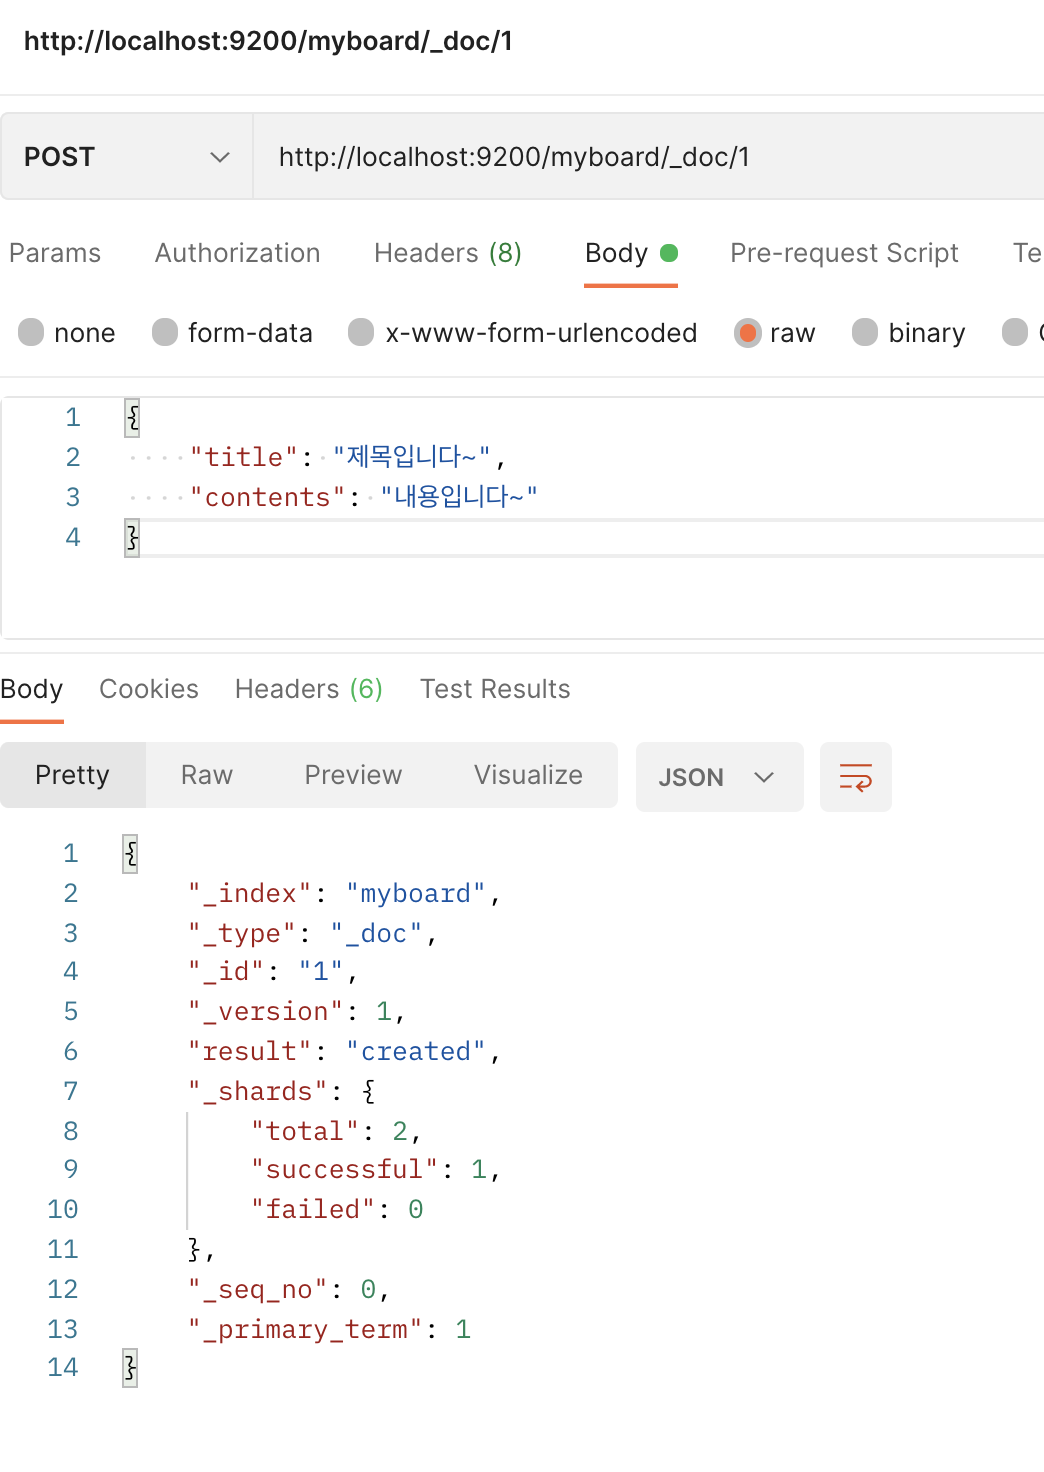 http://localhost:9200/myboard/_doc/1
POST http://localhost:9200/myboard/_doc/1
Params Authorization Headers (8) Body Pre-request Script Te
none form-data x-www-form-urlencoded raw binary
1 {
2 "title": "제목입니다~",
3 "contents": "내용입니다~"
4 }
Body Cookies Headers (6) Test Results
Pretty Raw Preview Visualize JSON
1 {
2 "_index": "myboard",
3 "_type": "_doc",
4 "_id": "1",
5 "_version": 1,
6 "result": "created",
7 "_shards": {
8 "total": 2,
9 "successful": 1,
10 "failed": 0
11 },
12 "_seq_no": 0,
13 "_primary_term": 1
14 }